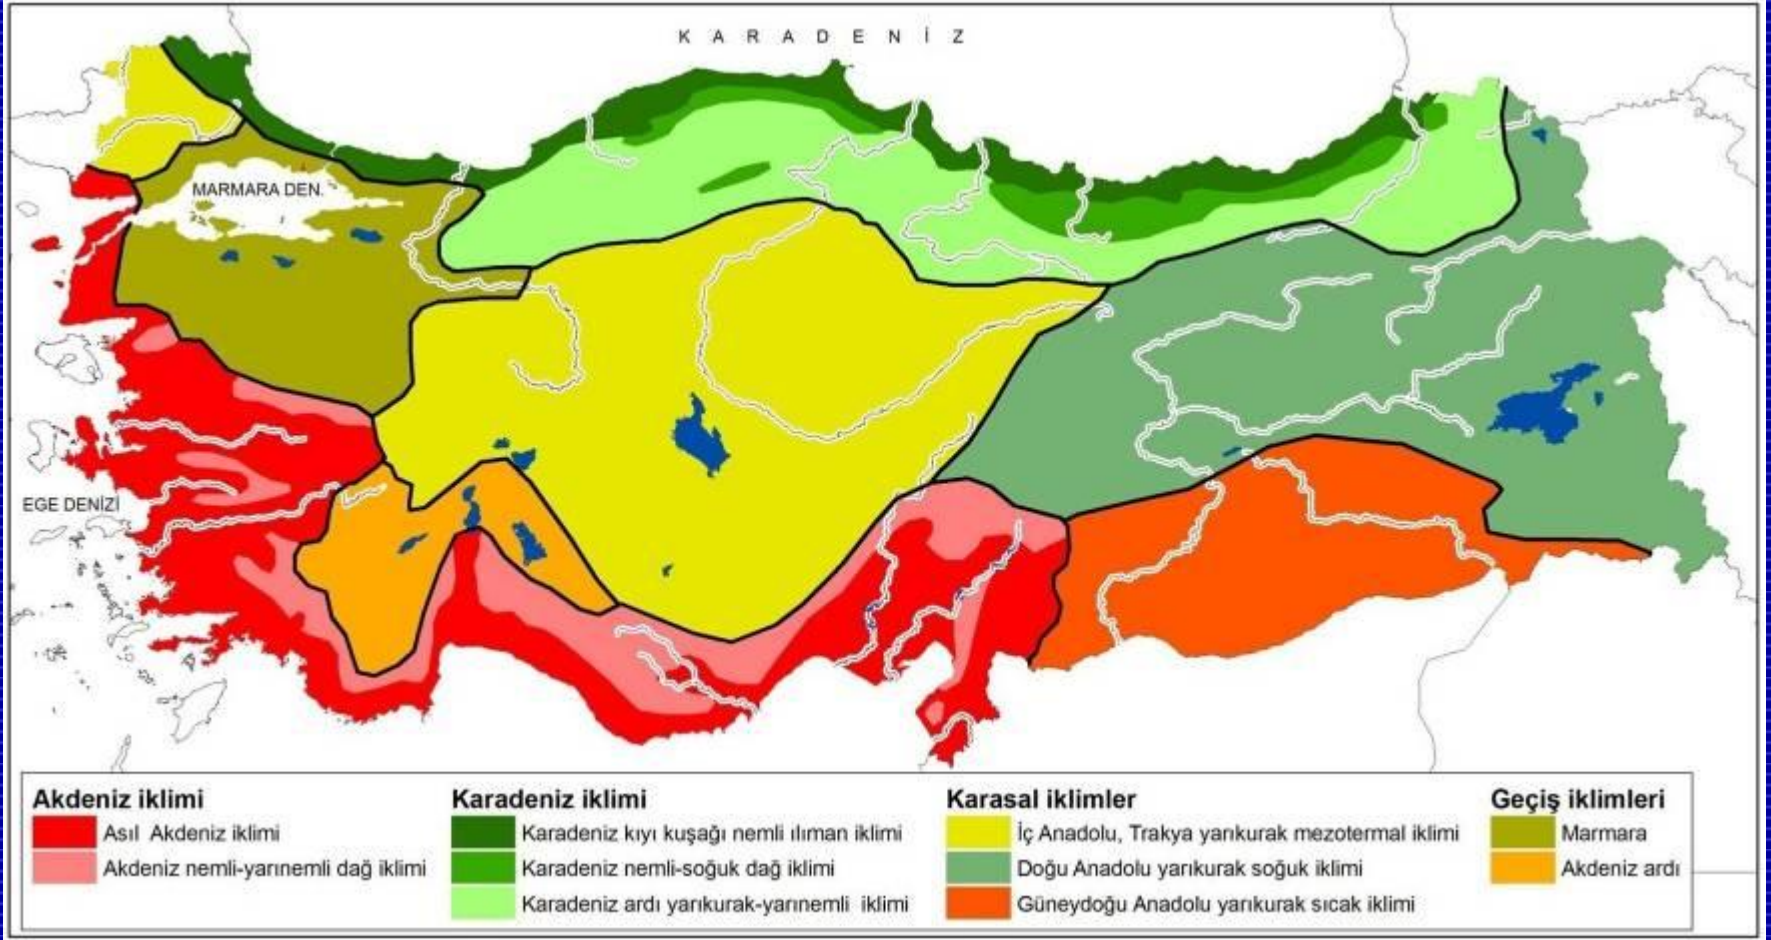 KARADENİZ
MARMARA DEN.
EGE DENİZİ
Akdeniz iklimi
Asıl Akdeniz iklimi
Akdeniz nemli-yarınemli dağ iklimi
Karadeniz iklimi
Karadeniz kıyı kuşağı nemli ılıman iklimi
Karadeniz nemli-soğuk dağ iklimi
Karadeniz ardı yarıkurak-yarınemli iklimi
Karasal iklimler
İç Anadolu, Trakya yarıkurak mezotermal iklimi
Doğu Anadolu yarıkurak soğuk iklimi
Güneydoğu Anadolu yarıkurak sıcak iklimi
Geçiş iklimleri
Marmara
Akdeniz ardı